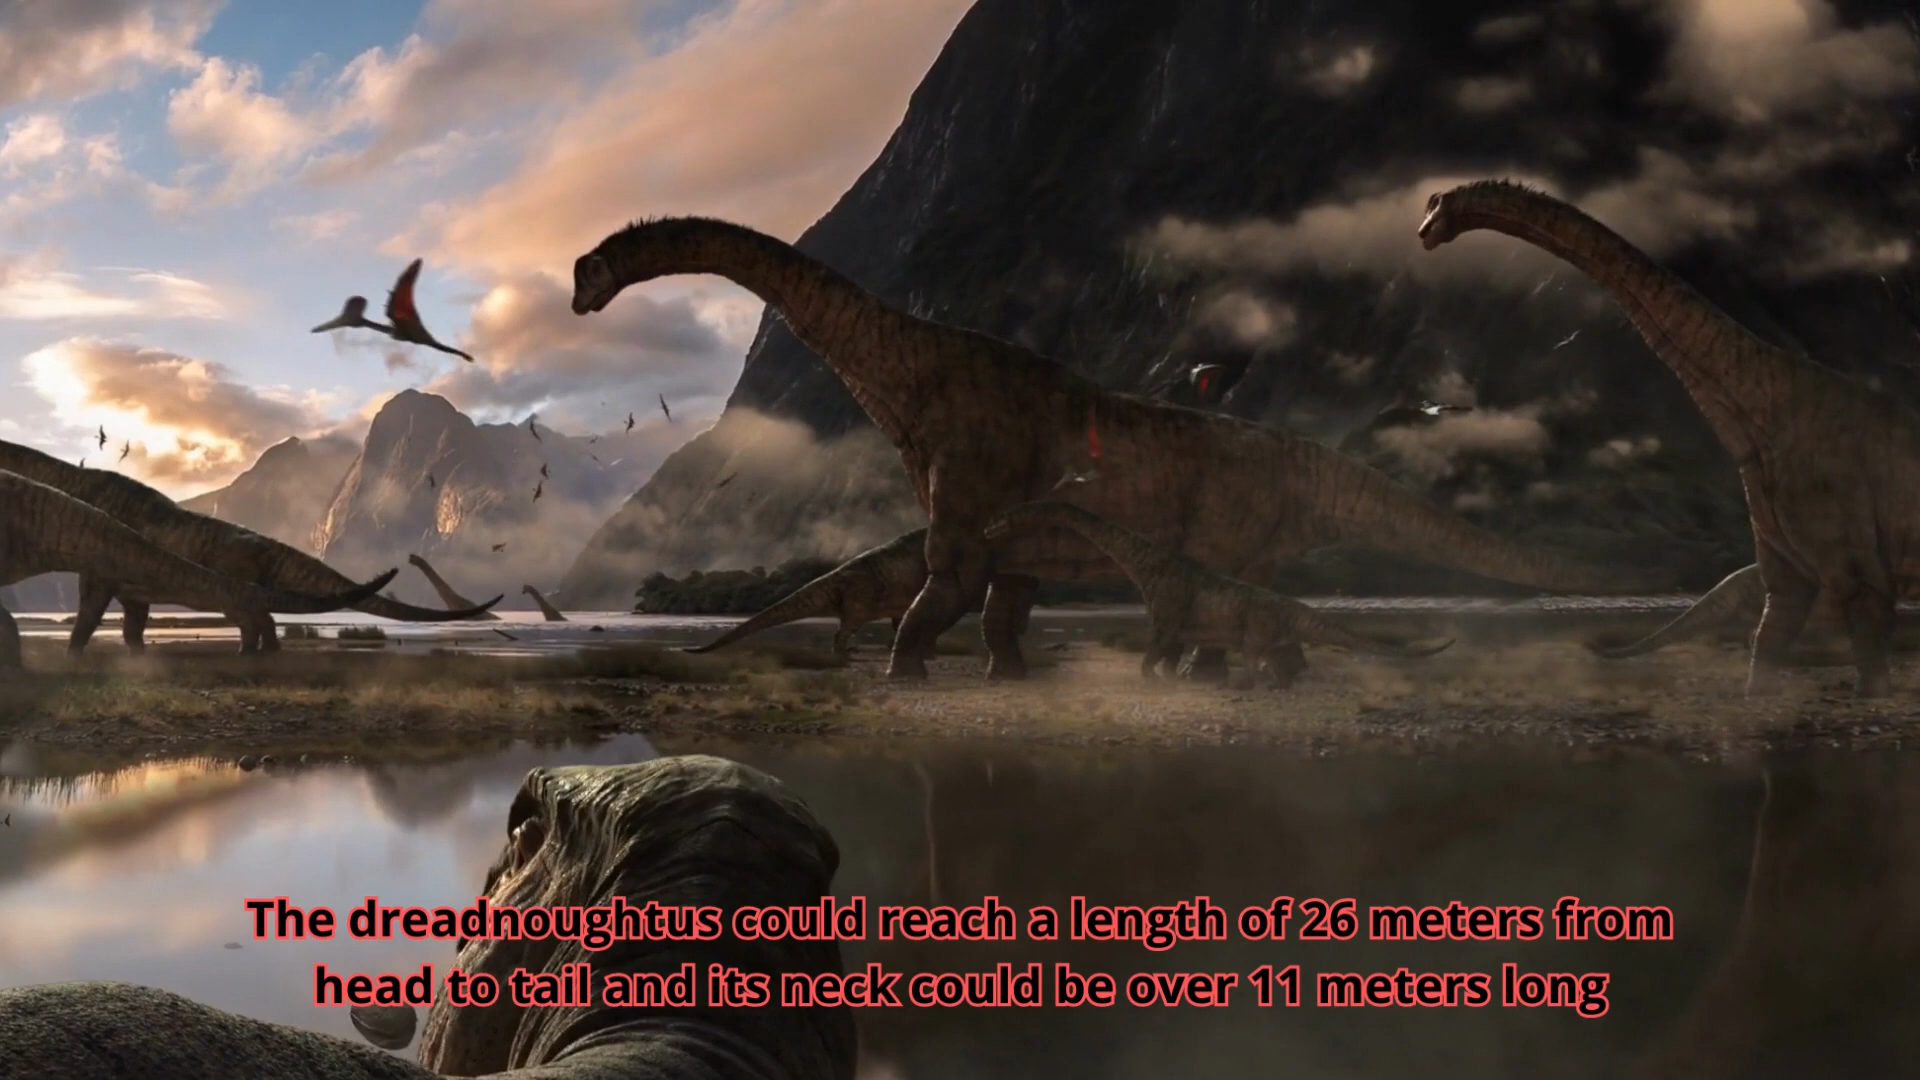 The dreadnoughtus could reach a length of 26 meters from
head to tail and its neck could be over 11 meters long